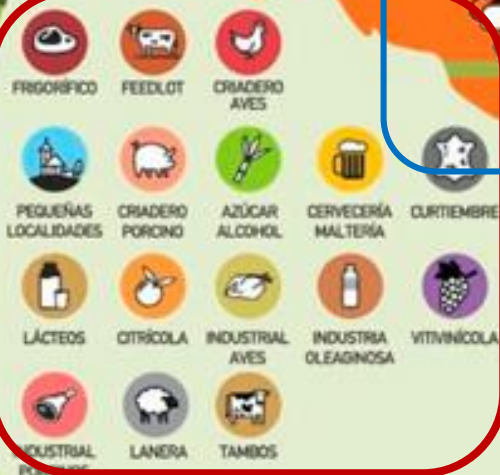 FRIGORÍFICO
FEEDLOT
CRIADERO
AVES
PEQUEÑAS
LOCALIDADES
CRIADERO
PORCINO
AZÚCAR
ALCOHOL
CERVECERÍA
MALTERÍA
CURTIEMBRE
LÁCTEOS
CITRÍCOLA
INDUSTRIAL
AVES
INDUSTRIA
OLEAGINOSA
VITIVINÍCOLA
INDUSTRIAL
LANERA
TAMBOS